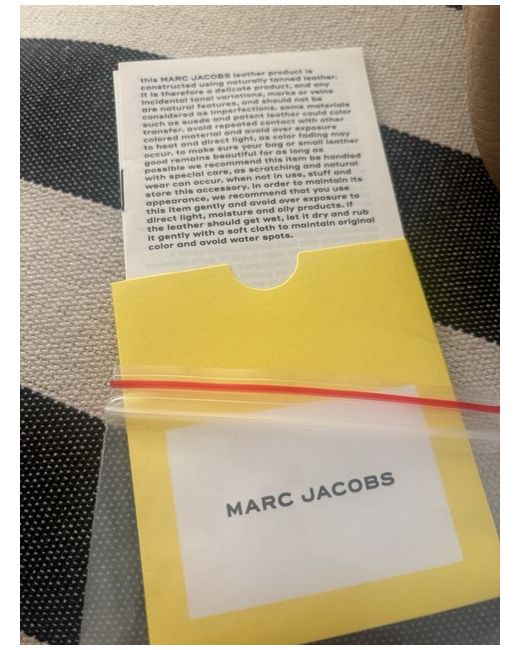 this MARC JACOBS leather product is
constructed using naturally tanned leather.
it is therefore a delicate product, and any
incidental tonal variations, marks or veins
are natural features, and should not be
considered as imperfections. some materials
such as suede and patent leather could color
transfer. avoid repeated contact with other
colored material and avoid over exposure
to heat and direct light, as color fading may
occur. to make sure your bag or small leather
good remains beautiful for as long as
possible we recommend this item be handled
with special care, as scratching and natural
wear can occur. when not in use, stuff and
store this accessory. in order to maintain its
appearance, we recommend that you use
this item gently and avoid over exposure to
direct light, moisture and oily products. if
the leather should get wet, let it dry and rub
it gently with a soft cloth to maintain original
color and avoid water spots.
MARC JACOBS